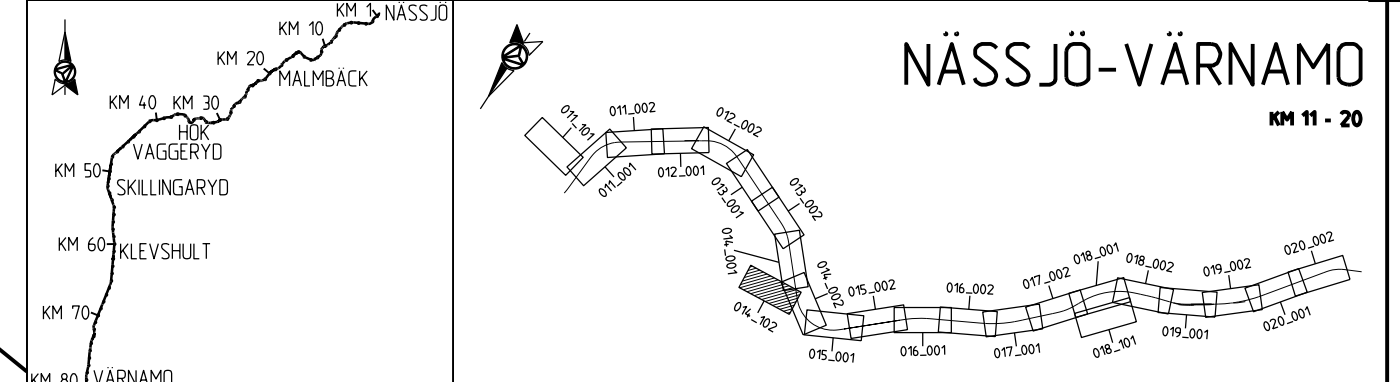 KM 1
NÄSSJÖ
KM 10
KM 20
MALMBÄCK
KM 40
KM 30
HOK
VAGGERYD
KM 50
SKILLINGARYD
KM 60
KLEVSHULT
KM 70
KM 80
VÄRNAMO
NÄSSJÖ-VÄRNAMO
KM 11 - 20
011_101
011_002
011_001
012_001
012_002
013_001
013_002
014_001
014_102
014_002
015_002
015_001
016_002
016_001
017_002
017_001
018_001
018_002
018_101
019_002
019_001
020_002
020_001